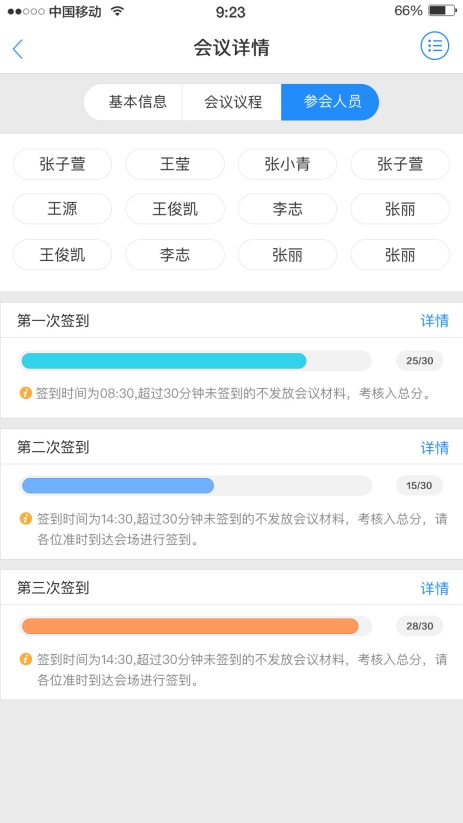 中国移动 9:23 66%
会议详情
基本信息 会议议程 参会人员
张子萱 王莹 张小青 张子萱
王源 王俊凯 李志 张丽
王俊凯 李志 张丽 张丽
第一次签到 详情
25/30
签到时间为08:30,超过30分钟未签到的不发放会议材料，考核入总分。
第二次签到 详情
15/30
签到时间为14:30,超过30分钟未签到的不发放会议材料，考核入总分，请
各位准时到达会场进行签到。
第三次签到 详情
28/30
签到时间为14:30,超过30分钟未签到的不发放会议材料，考核入总分，请
各位准时到达会场进行签到。